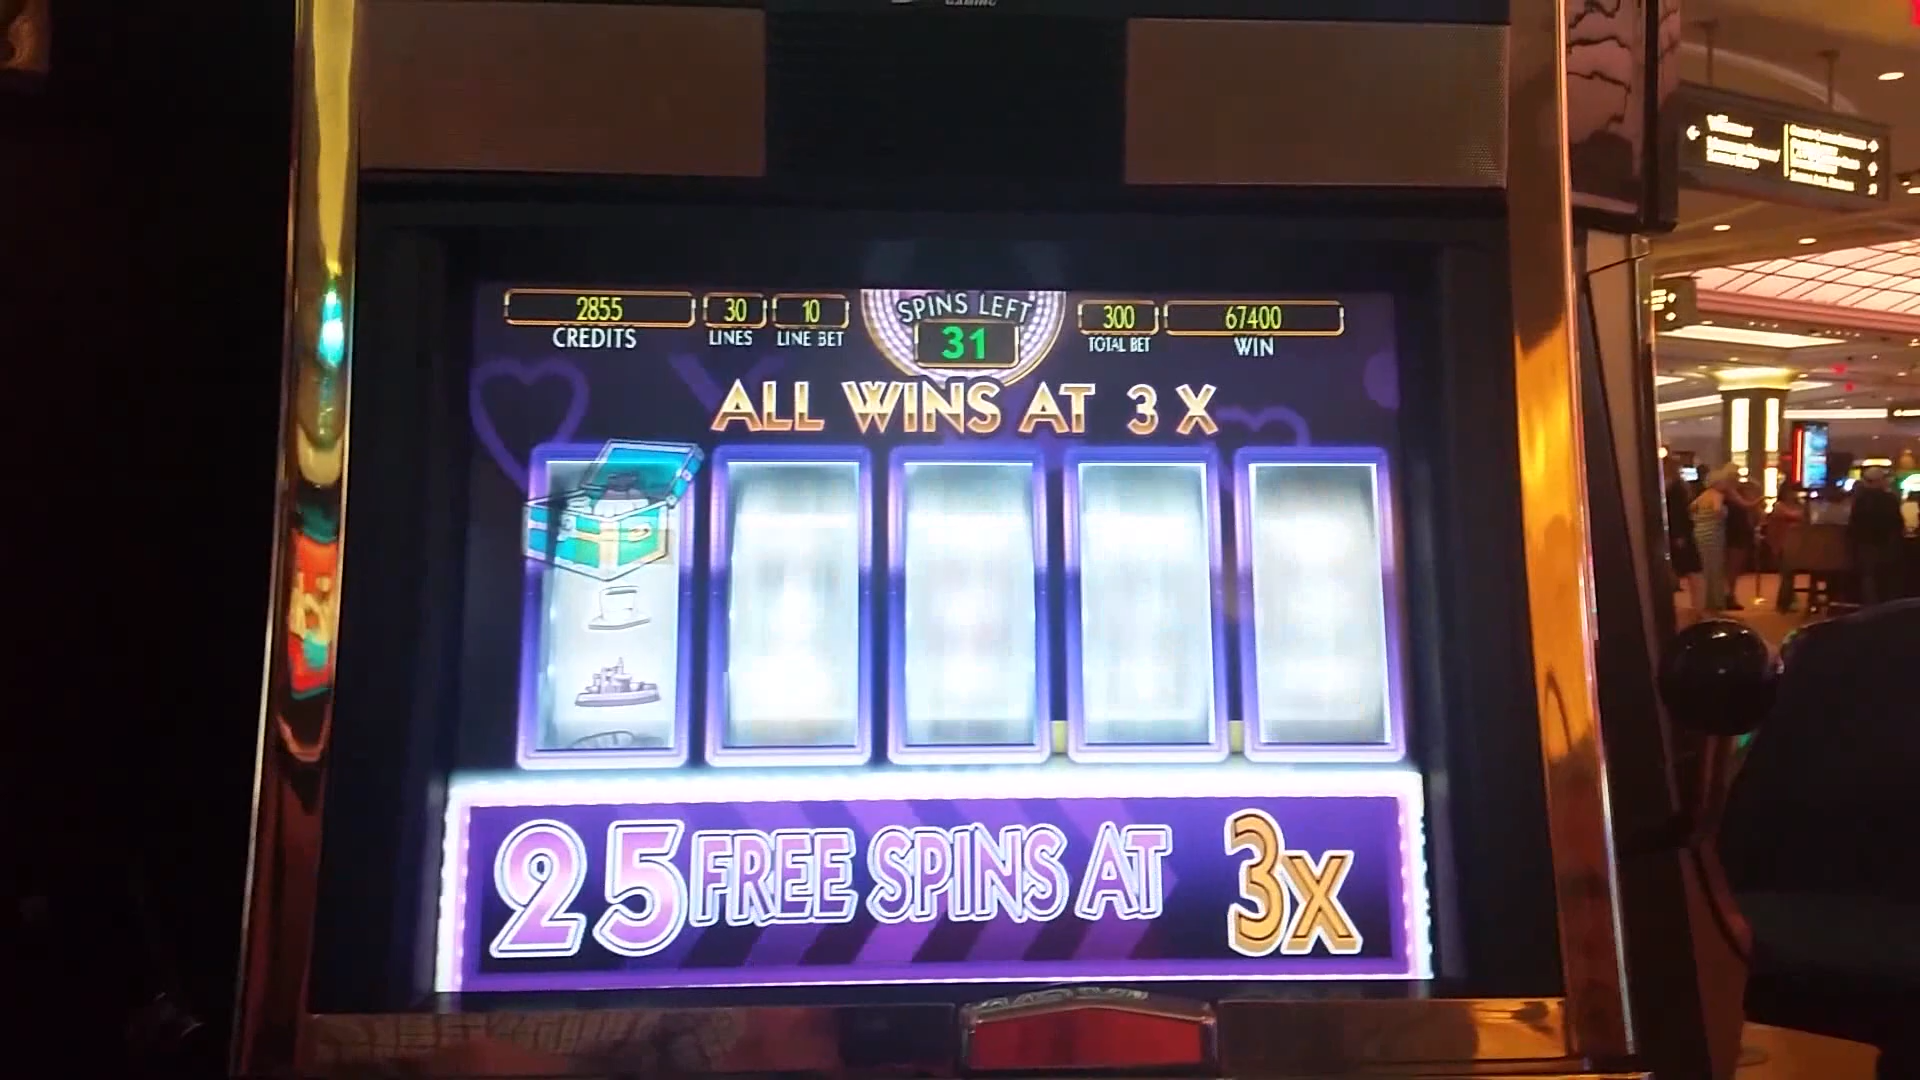 GAMING
2855
CREDITS
30
LINES
10
LINE BET
SPINS LEFT
31
300
TOTAL BET
67400
WIN
ALL WINS AT 3 X
25 FREE SPINS AT 3X